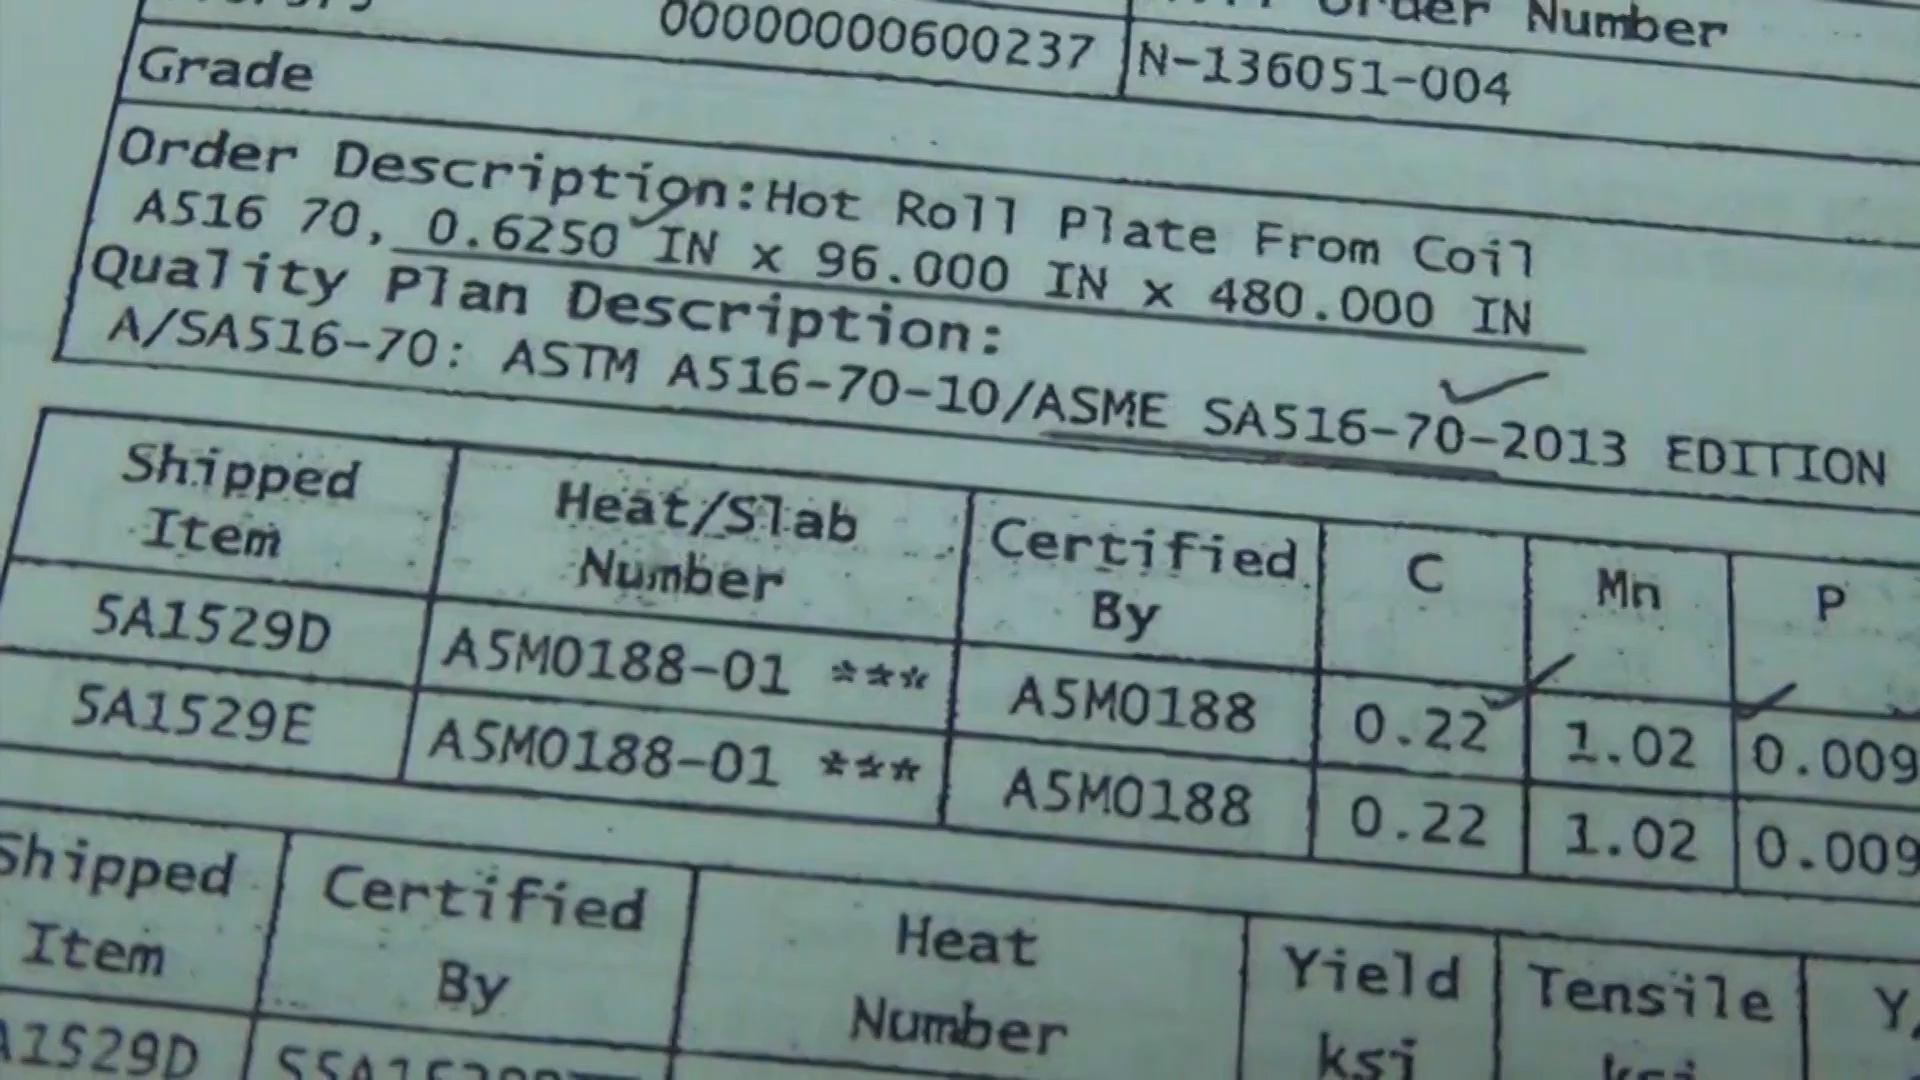 00000000600237
Order Number
N-136051-004
Grade
Order Description:Hot Roll Plate From Coil
A516 70, 0.6250 IN x 96.000 IN x 480.000 IN
Quality Plan Description:
A/SA516-70: ASTM A516-70-10/ASME SA516-70-2013 EDITION
Shipped Item Heat/Slab Number Certified By C Mn P
5A1529D A5M0188-01 *** A5M0188 0.22 1.02 0.009
5A1529E A5M0188-01 *** A5M0188 0.22 1.02 0.009
Shipped Item Certified By Heat Number Yield ksi Tensile ksi
A1529D